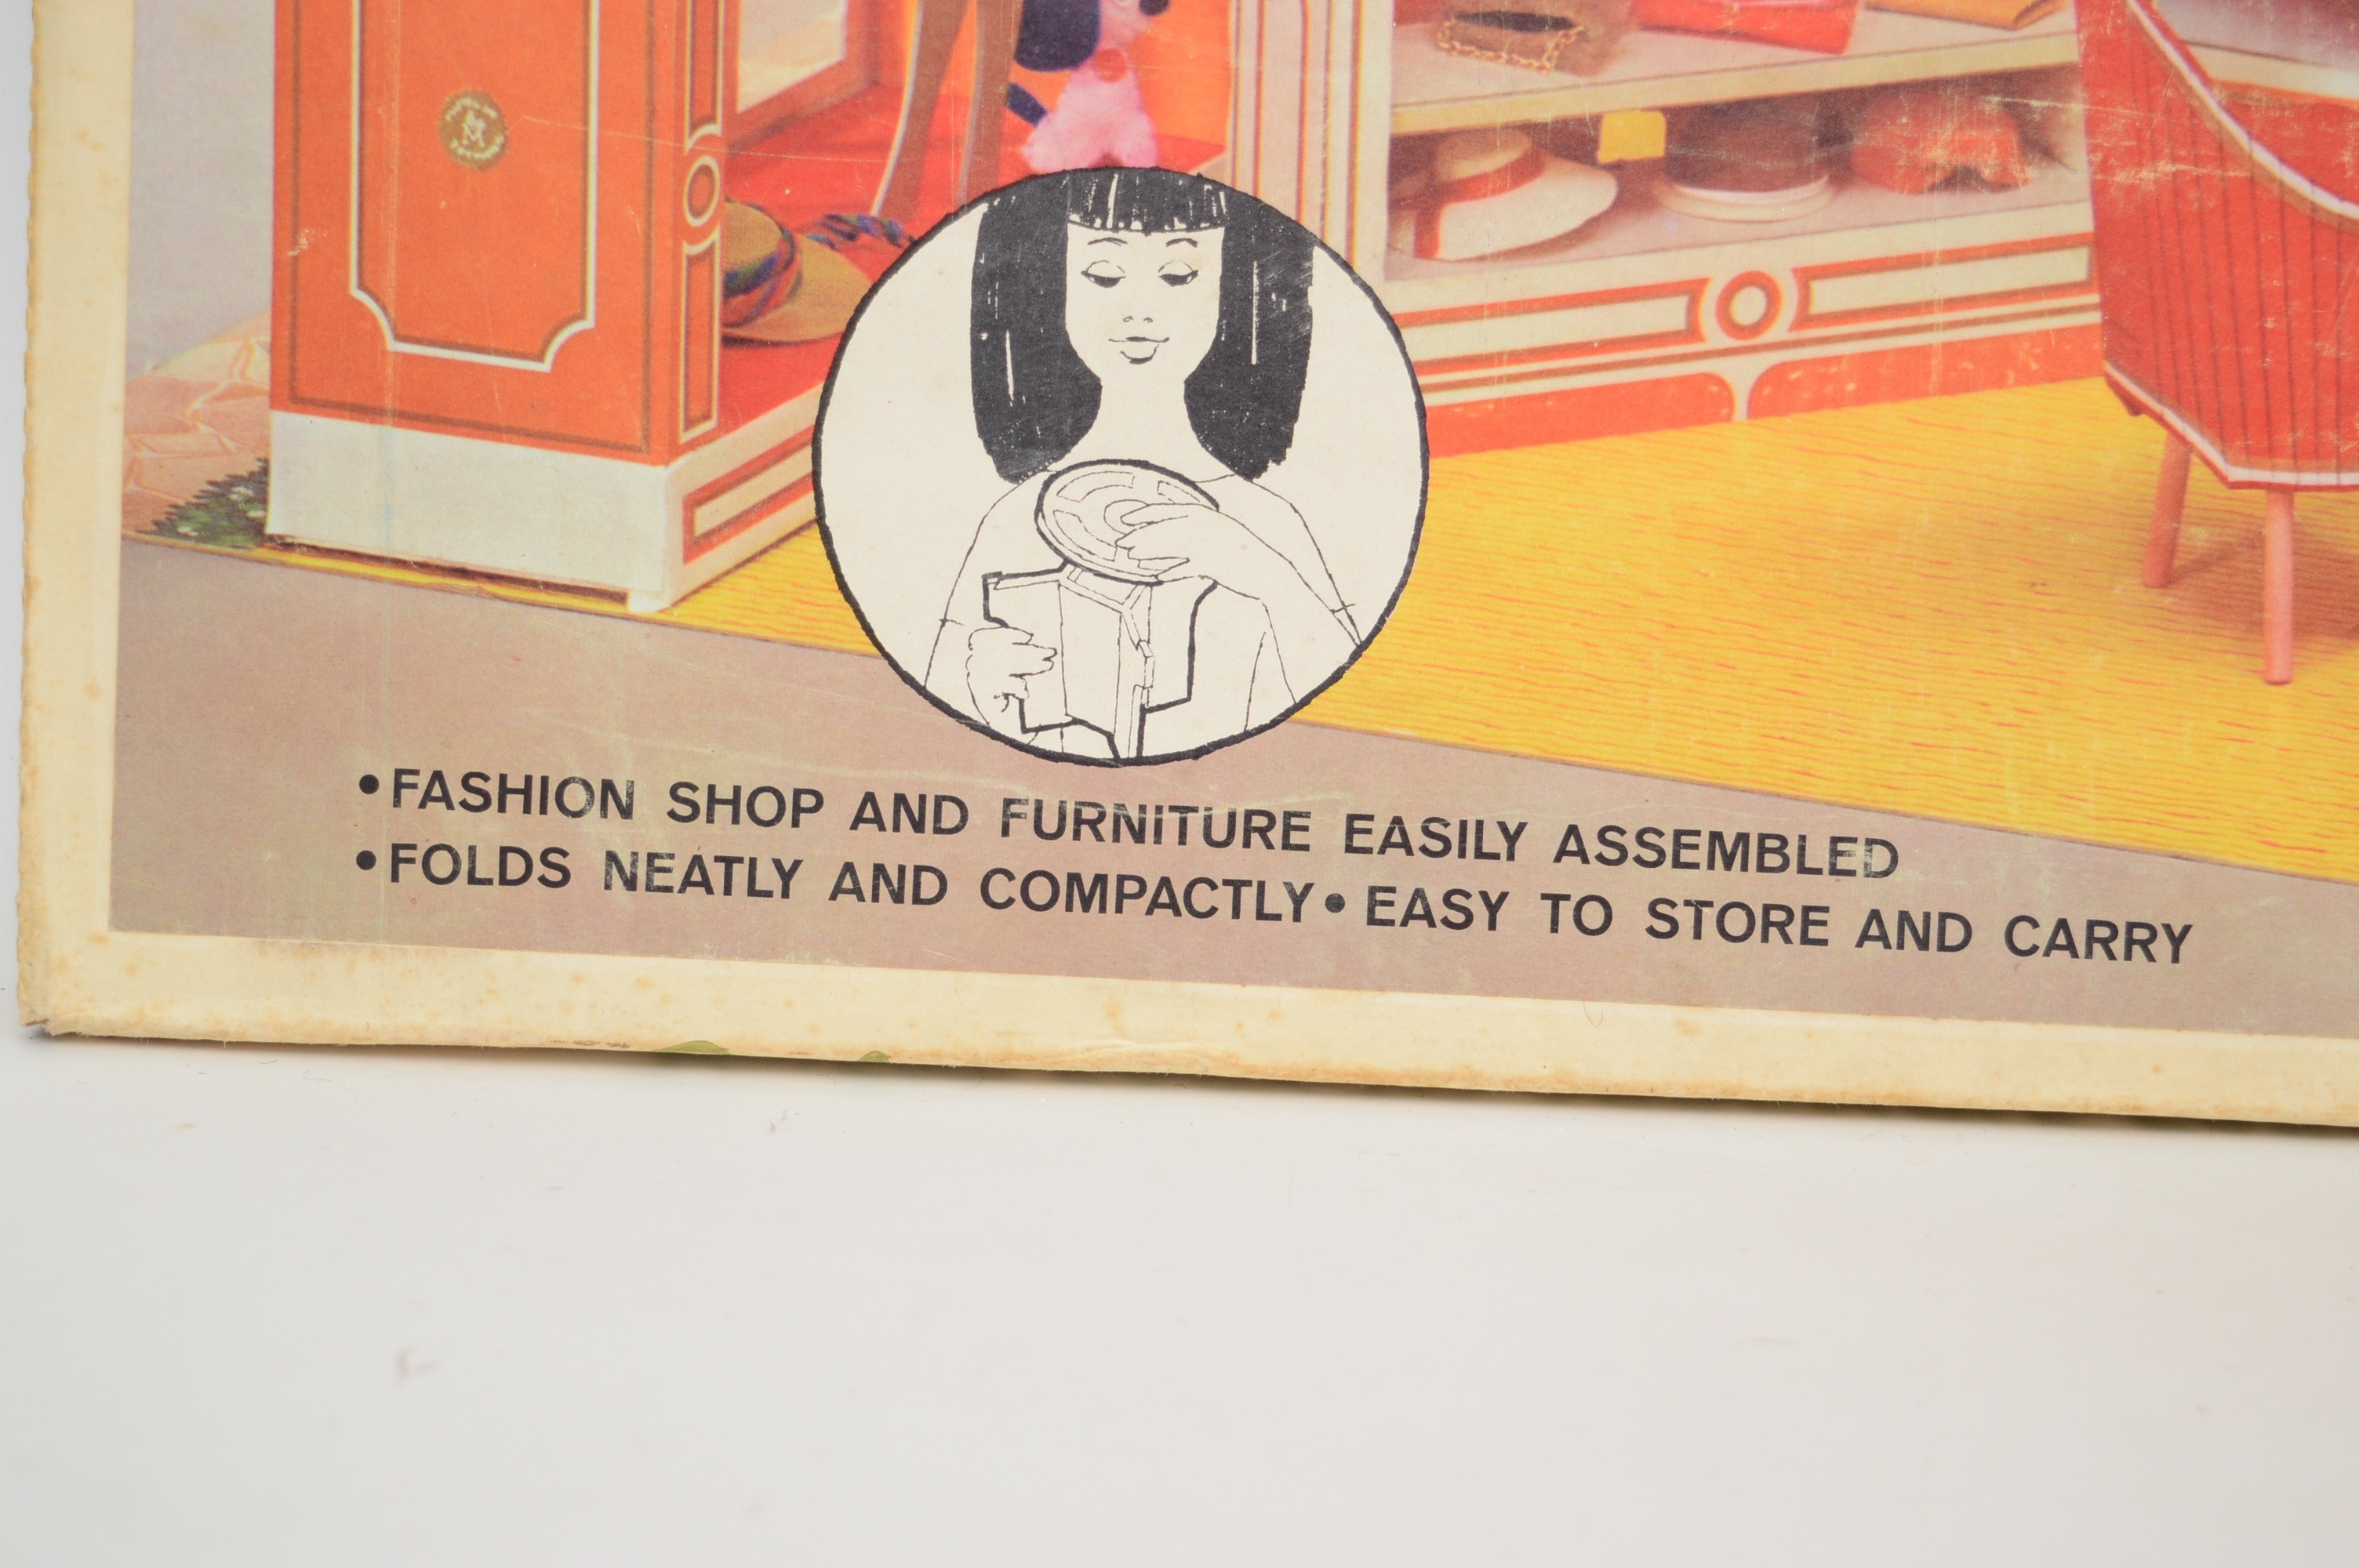 •FASHION SHOP AND FURNITURE EASILY ASSEMBLED
•FOLDS NEATLY AND COMPACTLY•EASY TO STORE AND CARRY